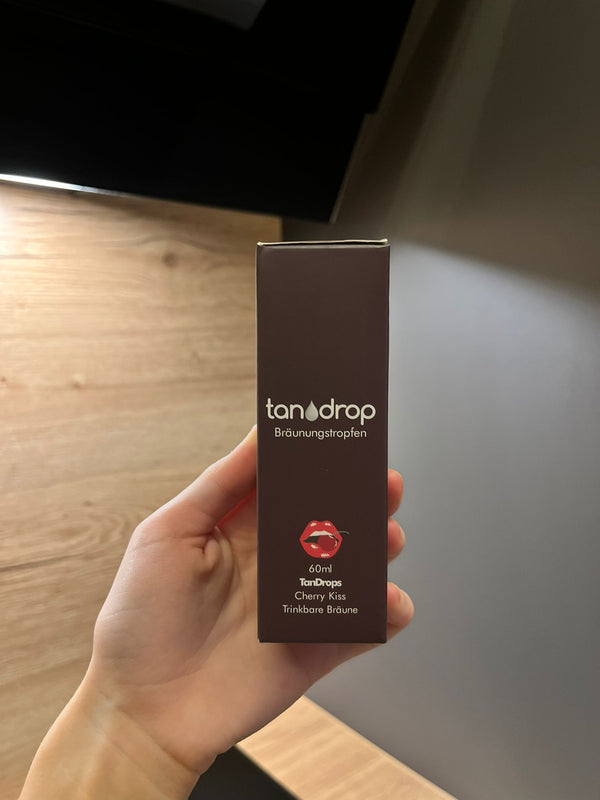 tandrop
Bräunungstropfen
60ml
TanDrops
Cherry Kiss
Trinkbare Bräune